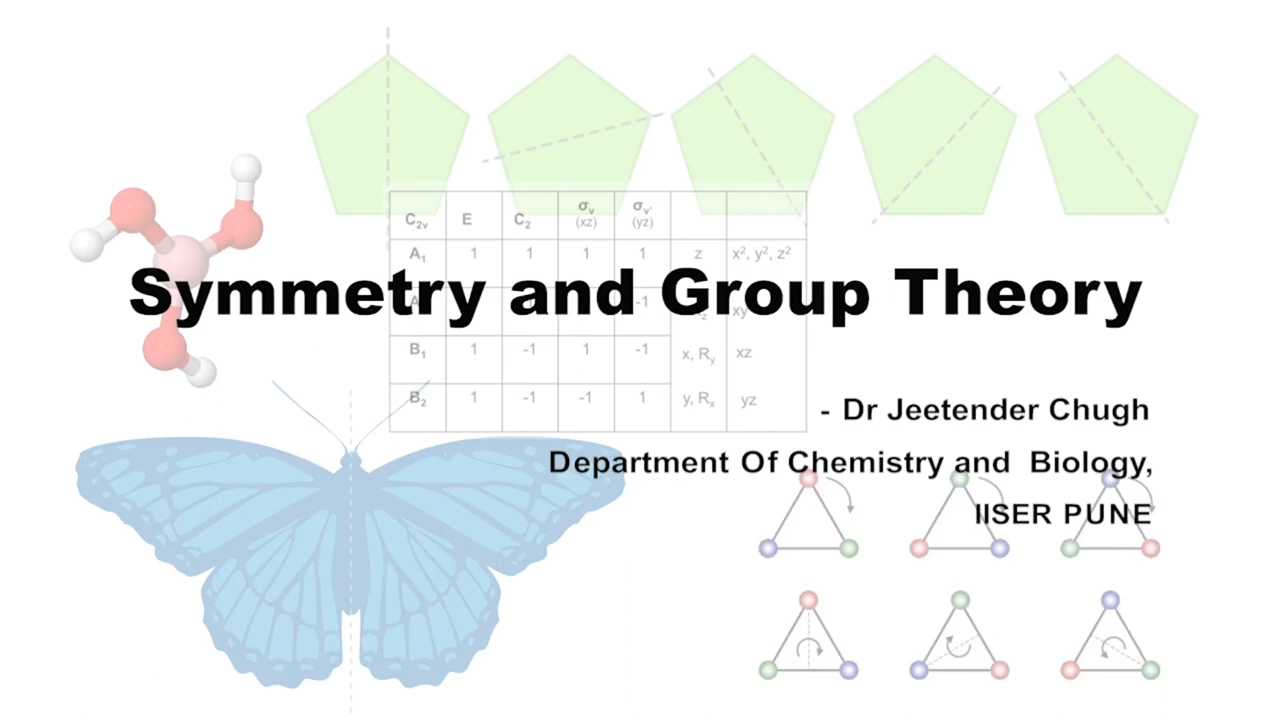 C₂ᵥ E C₂ σᵥ (xz) σᵥ' (yz)
A₁ 1 1 1 1 z x², y², z²
Symmetry and Group Theory
-1 xy
B₁ 1 -1 1 -1 x, Rᵧ xz
B₂ 1 -1 -1 1 y, Rₓ yz
- Dr Jeetender Chugh
Department Of Chemistry and Biology,
IISER PUNE